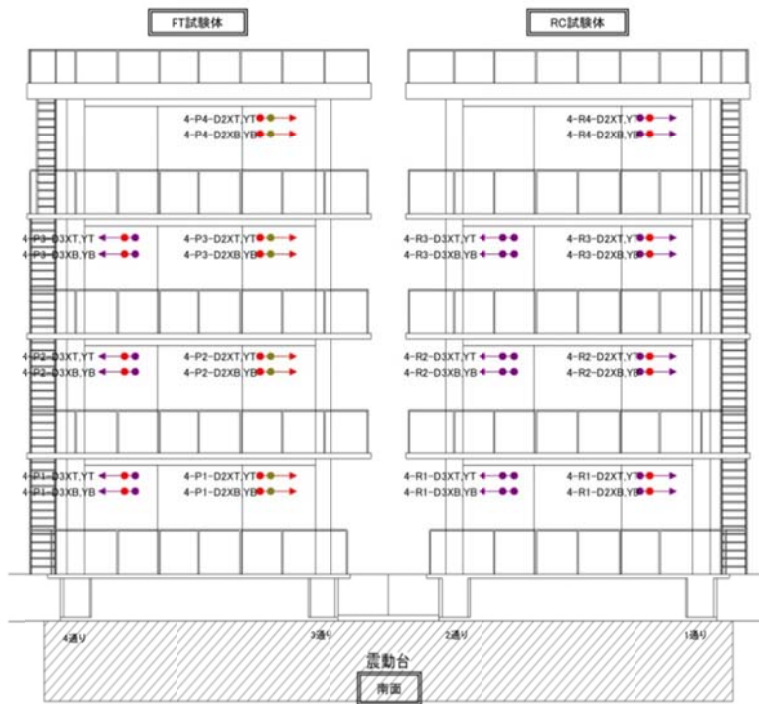 FT試験体 RC試験体
4-P4-D2XT,YT 4-R4-D2XT,YT
4-P4-D2XB,YB 4-R4-D2XB,YB
4-P3-D3XT,YT 4-P3-D2XT,YT 4-R3-D3XT,YT 4-R3-D2XT,YT
4-P3-D3XB,YB 4-P3-D2XB,YB 4-R3-D3XB,YB 4-R3-D2XB,YB
4-P2-D3XT,YT 4-P2-D2XT,YT 4-R2-D3XT,YT 4-R2-D2XT,YT
4-P2-D3XB,YB 4-P2-D2XB,YB 4-R2-D3XB,YB 4-R2-D2XB,YB
4-P1-D3XT,YT 4-P1-D2XT,YT 4-R1-D3XT,YT 4-R1-D2XT,YT
4-P1-D3XB,YB 4-P1-D2XB,YB 4-R1-D3XB,YB 4-R1-D2XB,YB
4通り 3通り 2通り 1通り
震動台
南面